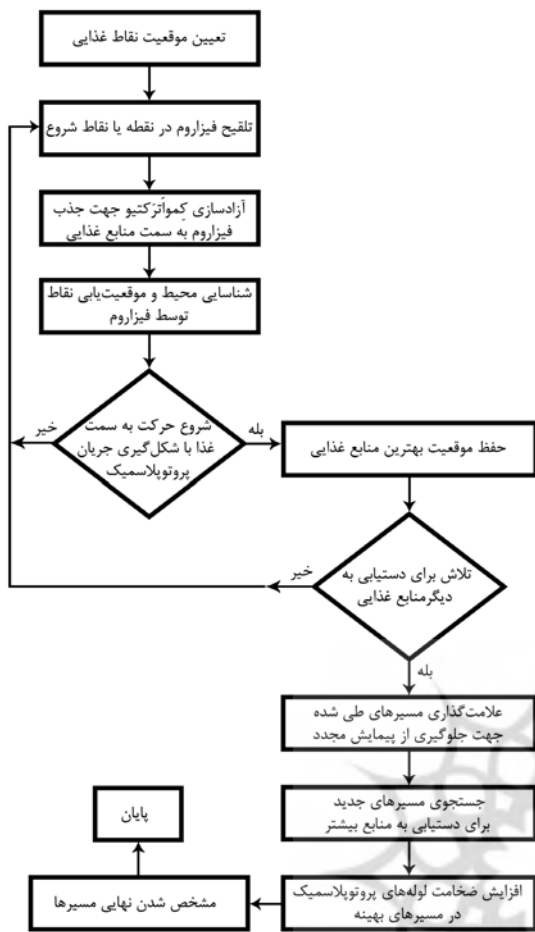 تعیین موقعیت نقاط غذایی
تلقیح فیزاروم در نقطه یا نقاط شروع
آزادسازی کِموآترَکتیو جهت جذب
فیزاروم به سمت منابع غذایی
شناسایی محیط و موقعیت‌یابی نقاط
توسط فیزاروم
شروع حرکت به سمت
غذا با شکل‌گیری جریان
پروتوپلاسمیک
خیر
بله
حفظ موقعیت بهترین منابع غذایی
تلاش برای دستیابی به
دیگرمنابع غذایی
خیر
بله
علامت‌گذاری مسیرهای طی شده
جهت جلوگیری از پیمایش مجدد
جستجوی مسیرهای جدید
برای دستیابی به منابع بیشتر
افزایش ضخامت لوله‌های پروتوپلاسمیک
در مسیرهای بهینه
مشخص شدن نهایی مسیرها
پایان